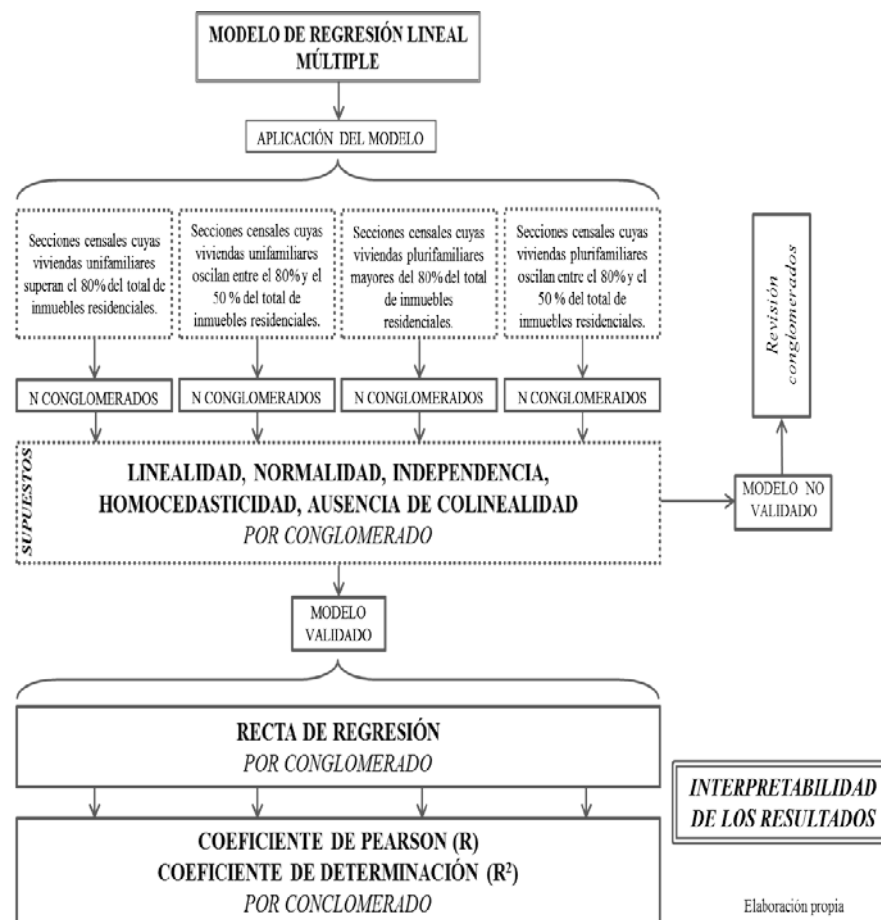 MODELO DE REGRESIÓN LINEAL
MÚLTIPLE
APLICACIÓN DEL MODELO
Secciones censales cuyas
viviendas unifamiliares
superan el 80% del total de
inmuebles residenciales.
Secciones censales cuyas
viviendas unifamiliares
oscilan entre el 80% y el
50 % del total de
inmuebles residenciales.
Secciones censales cuyas
viviendas plurifamiliares
mayores del 80% del total
de inmuebles
residenciales.
Secciones censales cuyas
viviendas plurifamiliares
oscilan entre el 80% y el
50 % del total de
inmuebles residenciales.
Revisión
conglomerados
N CONGLOMERADOS
N CONGLOMERADOS
N CONGLOMERADOS
N CONGLOMERADOS
SUPUESTOS
LINEALIDAD, NORMALIDAD, INDEPENDENCIA,
HOMOCEDASTICIDAD, AUSENCIA DE COLINEALIDAD
POR CONGLOMERADO
MODELO NO
VALIDADO
MODELO
VALIDADO
RECTA DE REGRESIÓN
POR CONGLOMERADO
INTERPRETABILIDAD
DE LOS RESULTADOS
COEFICIENTE DE PEARSON (R)
COEFICIENTE DE DETERMINACIÓN (R²)
POR CONCLOMERADO
Elaboración propia